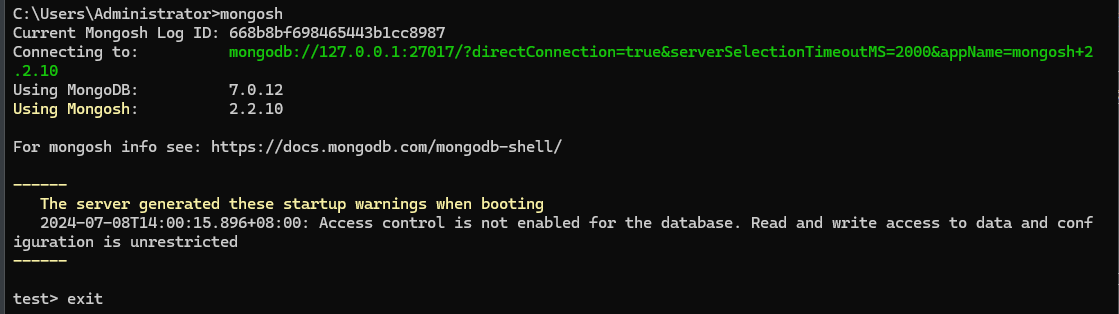 C:\Users\Administrator>mongosh
Current Mongosh Log ID: 668b8bf698465443b1cc8987
Connecting to:          mongodb://127.0.0.1:27017/?directConnection=true&serverSelectionTimeoutMS=2000&appName=mongosh+2
.2.10
Using MongoDB:          7.0.12
Using Mongosh:          2.2.10
For mongosh info see: https://docs.mongodb.com/mongodb-shell/
------
   The server generated these startup warnings when booting
   2024-07-08T14:00:15.896+08:00: Access control is not enabled for the database. Read and write access to data and conf
iguration is unrestricted
------
test> exit